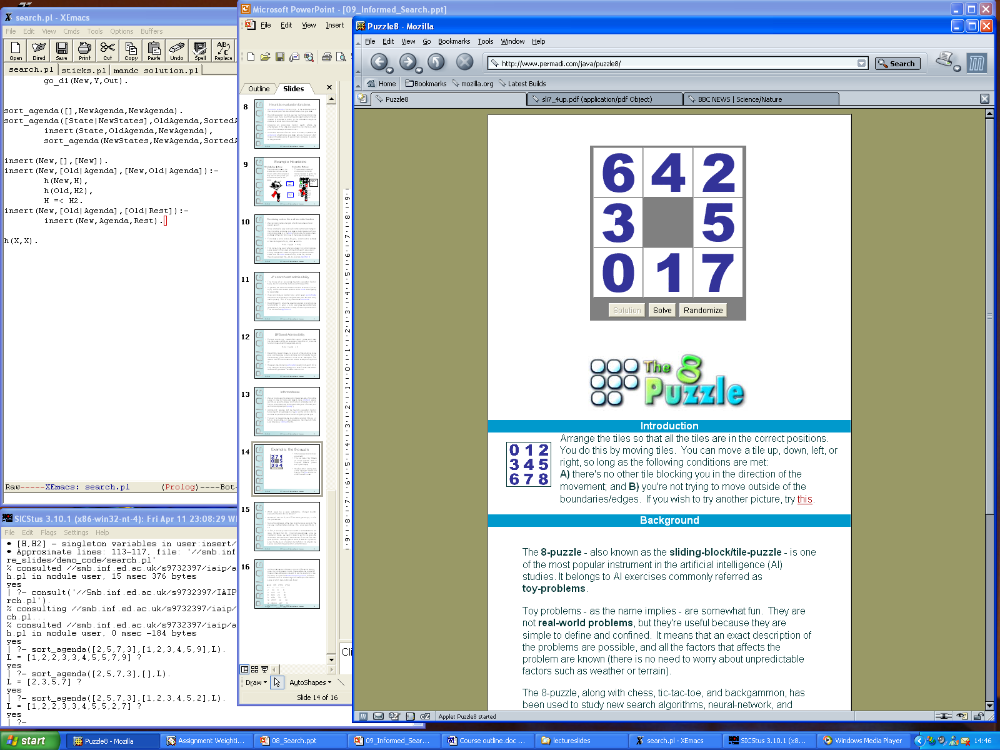 search.pl - XEmacs
File Edit View Cmds Tools Options Buffers
Open Dired Save Print Cut Copy Paste Undo Spell Replace
search.pl sticks.pl mandc solution.pl
go_d1(New,Y,Out).
sort_agenda([],NewAgenda,NewAgenda).
sort_agenda([State|NewStates],OldAgenda,SortedA
insert(State,OldAgenda,NewAgenda),
sort_agenda(NewStates,NewAgenda,SortedA
insert(New,[],[New]).
insert(New,[Old|Agenda],[New,Old|Agenda]):-
h(New,H),
h(Old,H2),
H =< H2.
insert(New,[Old|Agenda],[Old|Rest]):-
insert(New,Agenda,Rest).
h(X,X).
Raw-----XEmacs: search.pl (Prolog)----Bot-
SICStus 3.10.1 (x86-win32-nt-4): Fri Apr 11 23:08:29 W
File Edit Flags Settings Help
* [H,H2] - singleton variables in user:insert/
* Approximate lines: 113-117, file: '//smb.inf
re_slides/demo_code/search.pl'
% consulted //smb.inf.ed.ac.uk/s9732397/iaip/a
h.pl in module user, 15 msec 376 bytes
yes
| ?- consult('//Smb.inf.ed.ac.uk/s9732397/IAIP
rch.pl').
% consulting //smb.inf.ed.ac.uk/s9732397/iaip/
ch.pl...
% consulted //smb.inf.ed.ac.uk/s9732397/iaip/a
h.pl in module user, 0 msec -184 bytes
yes
| ?- sort_agenda([2,5,7,3],[1,2,3,4,5,9],L).
L = [1,2,2,3,3,4,5,5,7,9] ?
yes
| ?- sort_agenda([2,5,7,3],[],L).
L = [2,3,5,7] ?
yes
| ?- sort_agenda([2,5,7,3],[1,2,3,4,5,2],L).
L = [1,2,2,3,3,4,5,5,2,7] ?
yes
| ?-
Microsoft PowerPoint - [09_Informed_Search.ppt]
File Edit View Insert
Outline Slides
8
Heuristic evaluation functions
9
Example Heuristics
10
11
A* search and admissibility
12
BFS and Admissibility
13
Informedness
14
Example: the 8-puzzle
2 7 1
0 5
3 6 4
15
16
Cli
Draw AutoShapes
Slide 14 of 16
Puzzle8 - Mozilla
File Edit View Go Bookmarks Tools Window Help
http://www.permadi.com/java/puzzle8/
Search
Home Bookmarks mozilla.org Latest Builds
Puzzle8
sli7_4up.pdf (application/pdf Object)
BBC NEWS | Science/Nature
6 4 2
3 5
0 1 7
Solution Solve Randomize
The 8 Puzzle
Introduction
0 1 2
3 4 5
6 7 8
Arrange the tiles so that all the tiles are in the correct positions.
You do this by moving tiles. You can move a tile up, down, left, or
right, so long as the following conditions are met:
A) there's no other tile blocking you in the direction of the
movement; and B) you're not trying to move outside of the
boundaries/edges. If you wish to try another picture, try this.
Background
The 8-puzzle - also known as the sliding-block/tile-puzzle - is one
of the most popular instrument in the artificial intelligence (AI)
studies. It belongs to AI exercises commonly referred as
toy-problems.
Toy problems - as the name implies - are somewhat fun. They are
not real-world problems, but they're useful because they are
simple to define and confined. It means that an exact description of
the problems are possible, and all the factors that affects the
problem are known (there is no need to worry about unpredictable
factors such as weather or terrain).
The 8-puzzle, along with chess, tic-tac-toe, and backgammon, has
been used to study new search algorithms, neural-network, and
Applet Puzzle8 started
start
Puzzle8 - Mozilla
Assignment Weighti...
08_Search.ppt
09_Informed_Sear...
Course outline.doc ...
lectureslides
search.pl - XEmacs
SICStus 3.10.1 (x8...
Windows Media Player
14:46